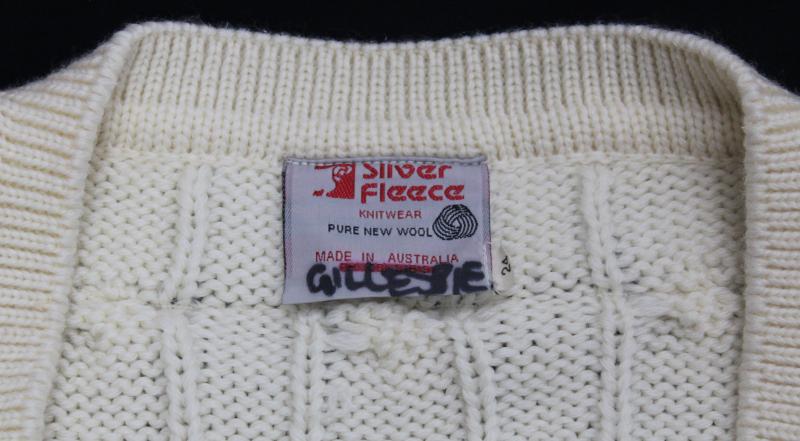 Silver
Fleece
KNITWEAR
PURE NEW WOOL
MADE IN AUSTRALIA
GILLESPIE
24